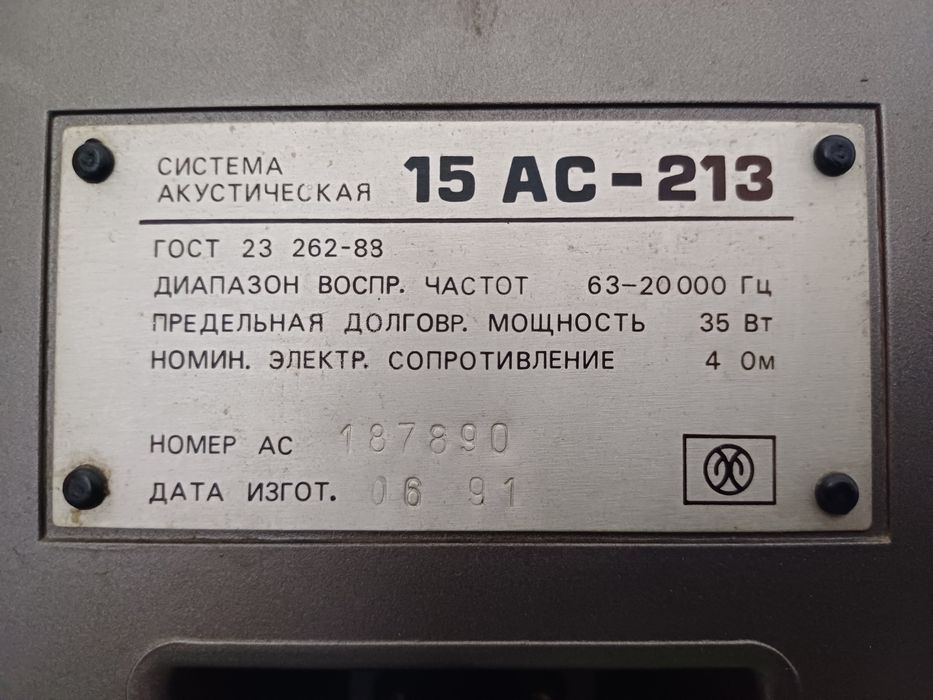 СИСТЕМА
АКУСТИЧЕСКАЯ
15 АС-213
ГОСТ 23 262-88
ДИАПАЗОН ВОСПР. ЧАСТОТ 63-20000 Гц
ПРЕДЕЛЬНАЯ ДОЛГОВР. МОЩНОСТЬ 35 Вт
НОМИН. ЭЛЕКТР. СОПРОТИВЛЕНИЕ 4 Ом
НОМЕР АС 187890
ДАТА ИЗГОТ. 06 91